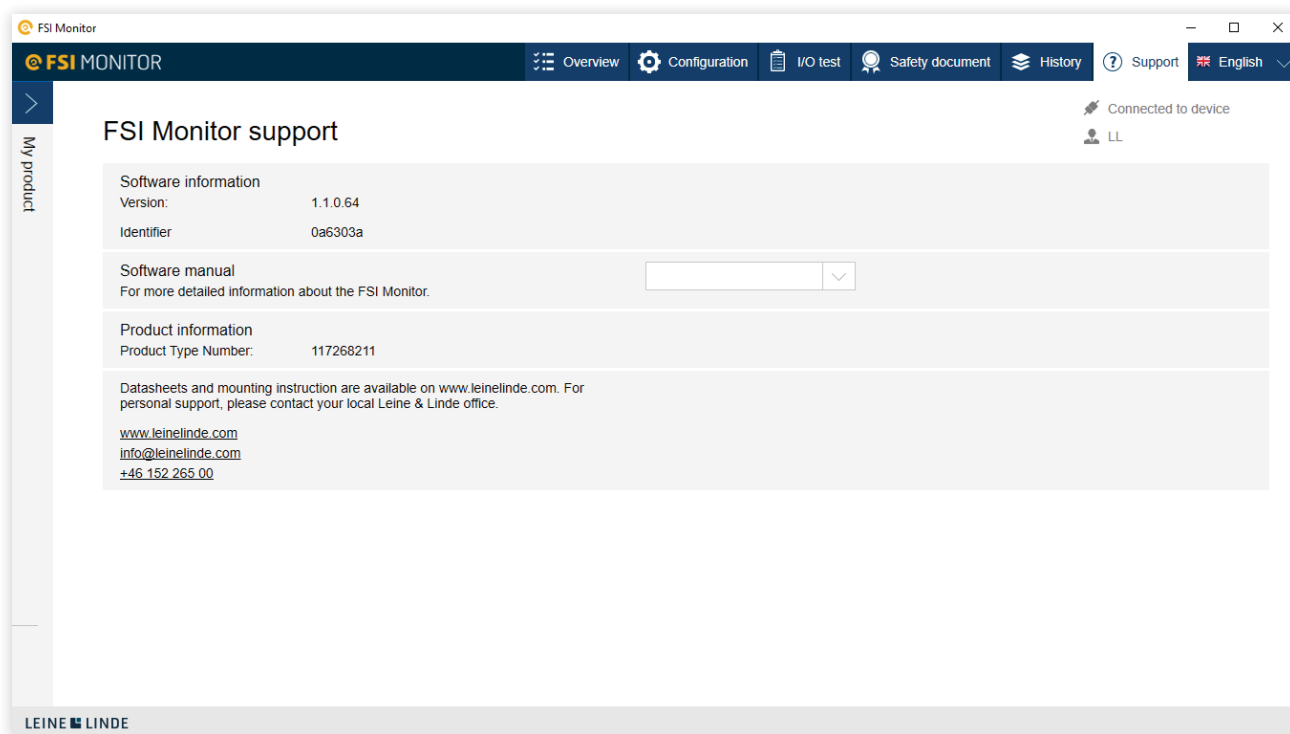 FSI Monitor
FSI MONITOR
Overview
Configuration
I/O test
Safety document
History
Support
English
My product
Connected to device
LL
FSI Monitor support
Software information
Version: 1.1.0.64
Identifier 0a6303a
Software manual
For more detailed information about the FSI Monitor.
Product information
Product Type Number: 117268211
Datasheets and mounting instruction are available on www.leinelinde.com. For
personal support, please contact your local Leine & Linde office.
www.leinelinde.com
info@leinelinde.com
+46 152 265 00
LEINE LINDE